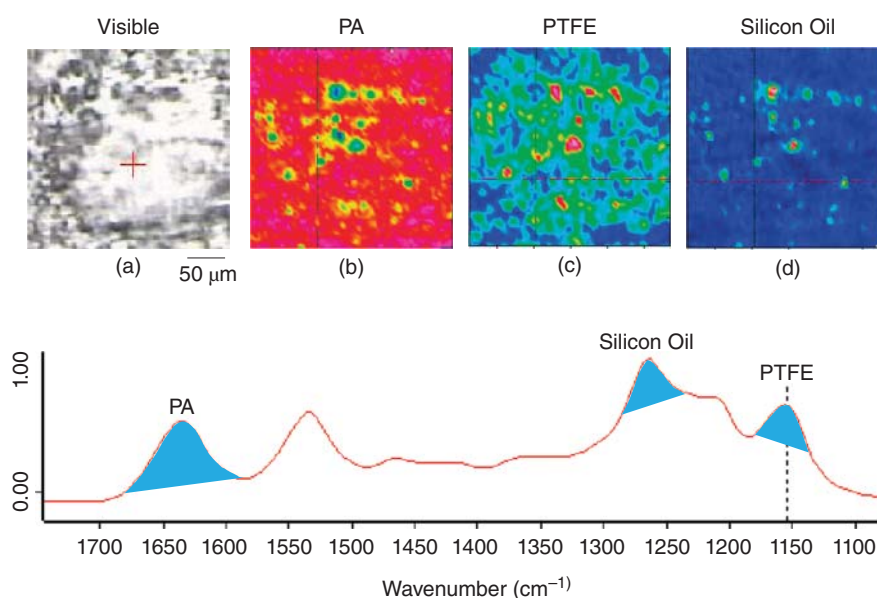 Visible PA PTFE Silicon Oil
(a) 50 μm (b) (c) (d)
Silicon Oil
PTFE
PA
1.00
0.00
1700 1650 1600 1550 1500 1450 1400 1350 1300 1250 1200 1150 1100
Wavenumber (cm⁻¹)